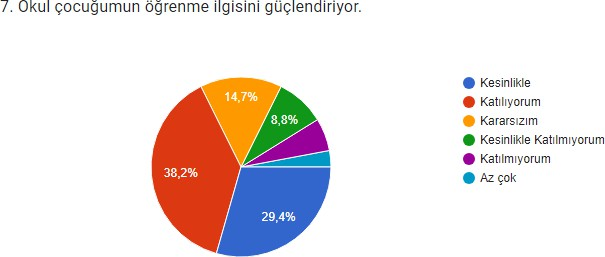 7. Okul çocuğumun öğrenme ilgisini güçlendiriyor.
14,7%
8,8%
38,2%
29,4%
Kesinlikle
Katılıyorum
Kararsızım
Kesinlikle Katılmıyorum
Katılmıyorum
Az çok